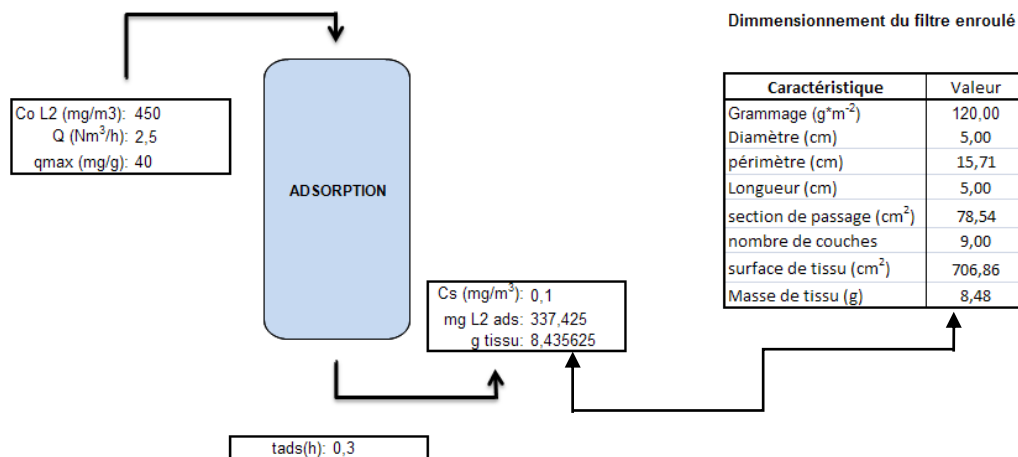 Dimmensionnement du filtre enroulé
Co L2 (mg/m3): 450
Q (Nm³/h): 2,5
qmax (mg/g): 40
ADSORPTION
Caractéristique Valeur
Grammage (g*m⁻²) 120,00
Diamètre (cm) 5,00
périmètre (cm) 15,71
Longueur (cm) 5,00
section de passage (cm²) 78,54
nombre de couches 9,00
surface de tissu (cm²) 706,86
Masse de tissu (g) 8,48
Cs (mg/m³): 0,1
mg L2 ads: 337,425
g tissu: 8,435625
tads(h): 0,3